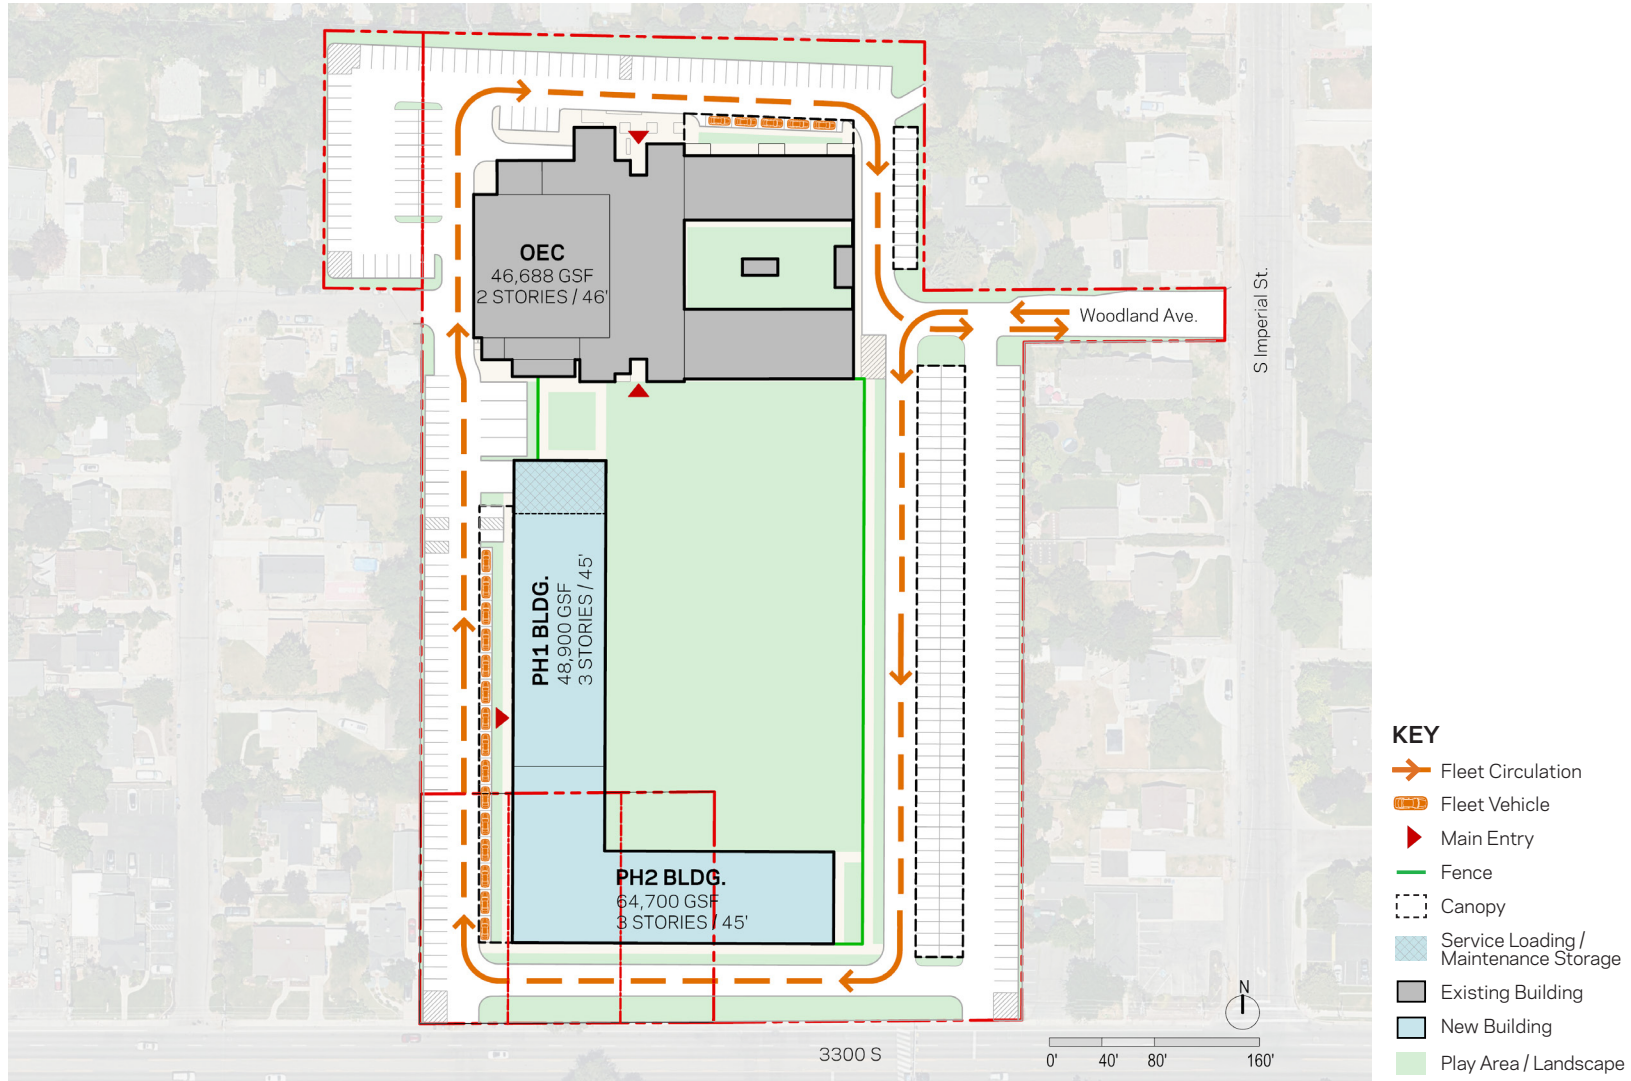 OEC
46,688 GSF
2 STORIES / 46'
Woodland Ave.
S Imperial St.
PH1 BLDG.
48,900 GSF
3 STORIES / 45'
PH2 BLDG.
64,700 GSF
3 STORIES / 45'
3300 S
N
0' 40' 80' 160'
KEY
Fleet Circulation
Fleet Vehicle
Main Entry
Fence
Canopy
Service Loading /
Maintenance Storage
Existing Building
New Building
Play Area / Landscape